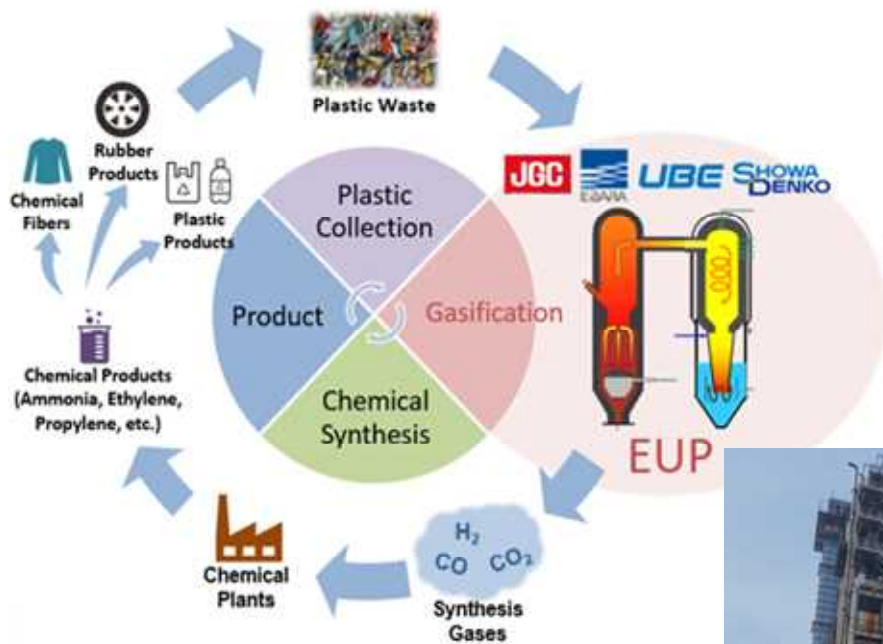 Plastic Waste
JGC
EBARA
UBE
SHOWA
DENKO
Rubber
Products
Chemical
Fibers
Plastic
Products
Plastic
Collection
Product
Gasification
Chemical
Synthesis
Chemical Products
(Ammonia, Ethylene,
Propylene, etc.)
EUP
H₂
CO
CO₂
Chemical
Plants
Synthesis
Gases